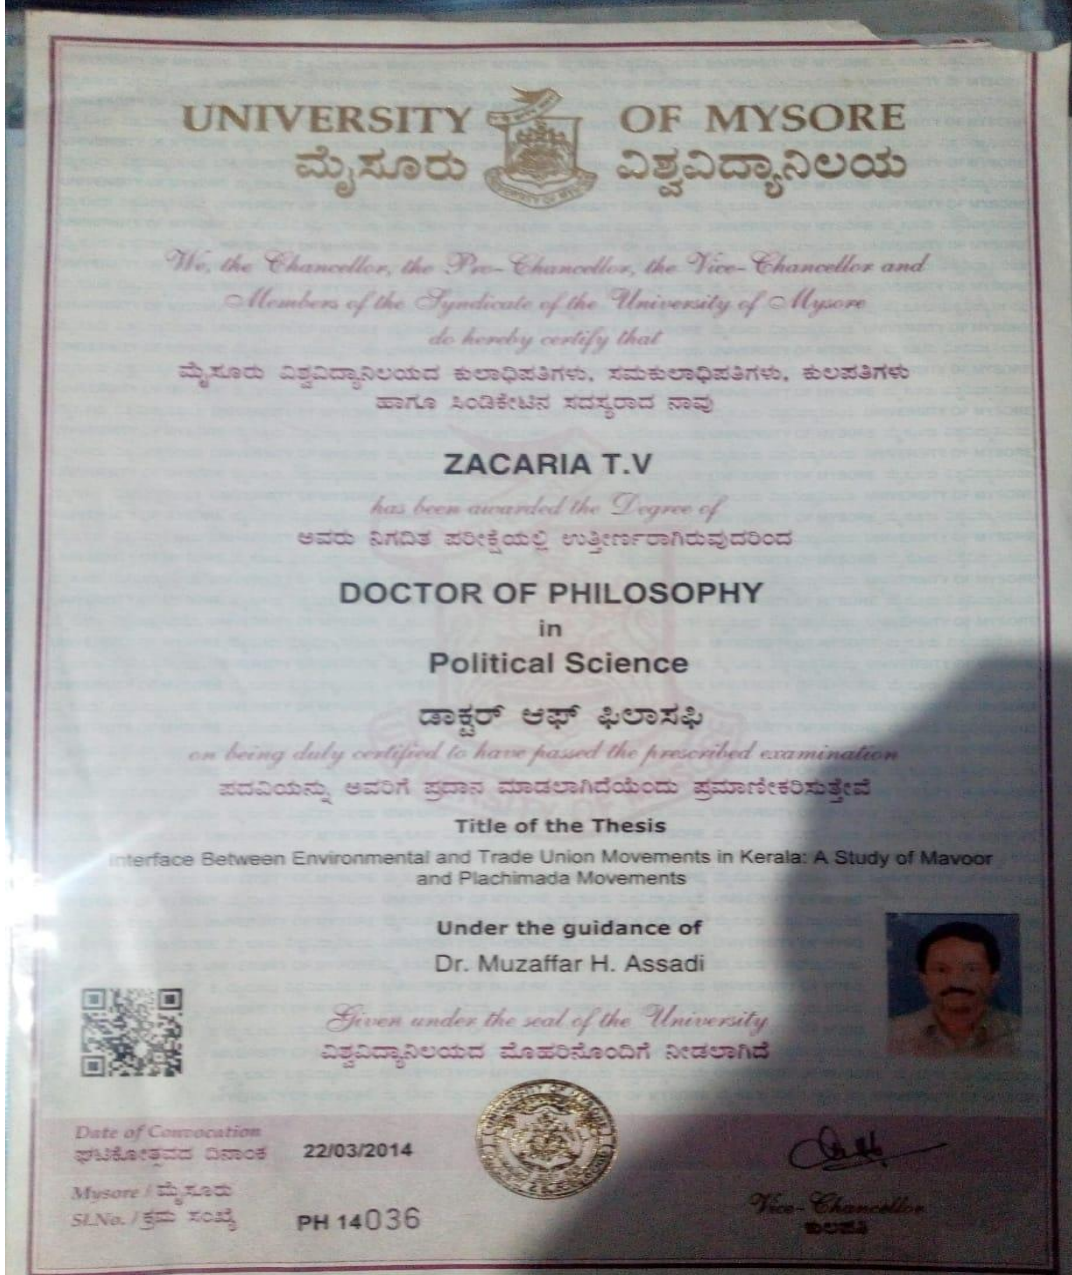 UNIVERSITY OF MYSORE
ಮೈಸೂರು ವಿಶ್ವವಿದ್ಯಾನಿಲಯ
We, the Chancellor, the Pro-Chancellor, the Vice-Chancellor and
Members of the Syndicate of the University of Mysore
do hereby certify that
ಮೈಸೂರು ವಿಶ್ವವಿದ್ಯಾನಿಲಯದ ಕುಲಾಧಿಪತಿಗಳು, ಸಮಕುಲಾಧಿಪತಿಗಳು, ಕುಲಪತಿಗಳು
ಹಾಗೂ ಸಿಂಡಿಕೇಟಿನ ಸದಸ್ಯರಾದ ನಾವು
ZACARIA T.V
has been awarded the Degree of
ಅವರು ನಿಗದಿತ ಪರೀಕ್ಷೆಯಲ್ಲಿ ಉತ್ತೀರ್ಣರಾಗಿರುವುದರಿಂದ
DOCTOR OF PHILOSOPHY
in
Political Science
ಡಾಕ್ಟರ್ ಆಫ್ ಫಿಲಾಸಫಿ
on being duly certified to have passed the prescribed examination
ಪದವಿಯನ್ನು ಅವರಿಗೆ ಪ್ರದಾನ ಮಾಡಲಾಗಿದೆಯೆಂದು ಪ್ರಮಾಣೀಕರಿಸುತ್ತೇವೆ
Title of the Thesis
Interface Between Environmental and Trade Union Movements in Kerala: A Study of Mavoor
and Plachimada Movements
Under the guidance of
Dr. Muzaffar H. Assadi
Given under the seal of the University
ವಿಶ್ವವಿದ್ಯಾನಿಲಯದ ಮೊಹರಿನೊಂದಿಗೆ ನೀಡಲಾಗಿದೆ
Date of Convocation
ಘಟಿಕೋತ್ಸವದ ದಿನಾಂಕ 22/03/2014
Mysore / ಮೈಸೂರು
Sl.No. / ಕ್ರಮ ಸಂಖ್ಯೆ PH 14036
Vice-Chancellor
ಕುಲಪತಿ